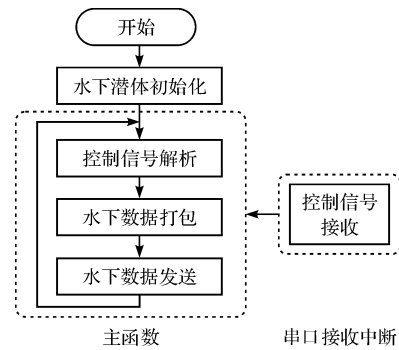 开始
水下潜体初始化
控制信号解析
水下数据打包
水下数据发送
控制信号
接收
主函数
串口接收中断